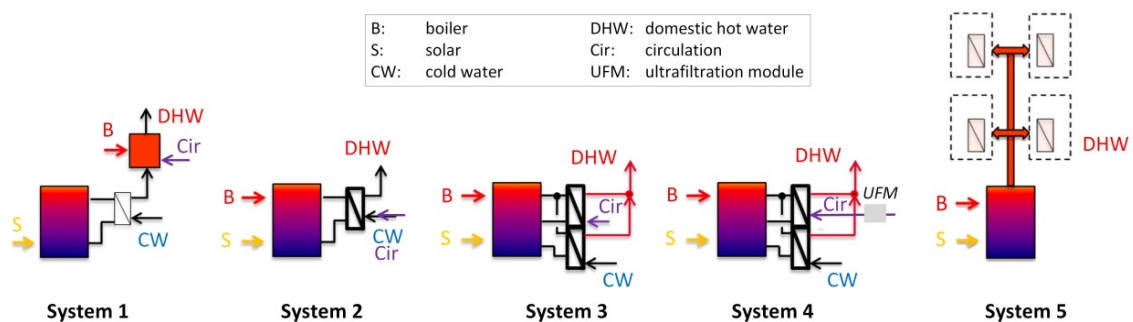 B: boiler DHW: domestic hot water
S: solar Cir: circulation
CW: cold water UFM: ultrafiltration module
DHW
B
Cir
S
CW
System 1
DHW
B
S
CW
Cir
System 2
DHW
B
Cir
S
CW
System 3
DHW
B
UFM
Cir
S
CW
System 4
DHW
B
S
System 5